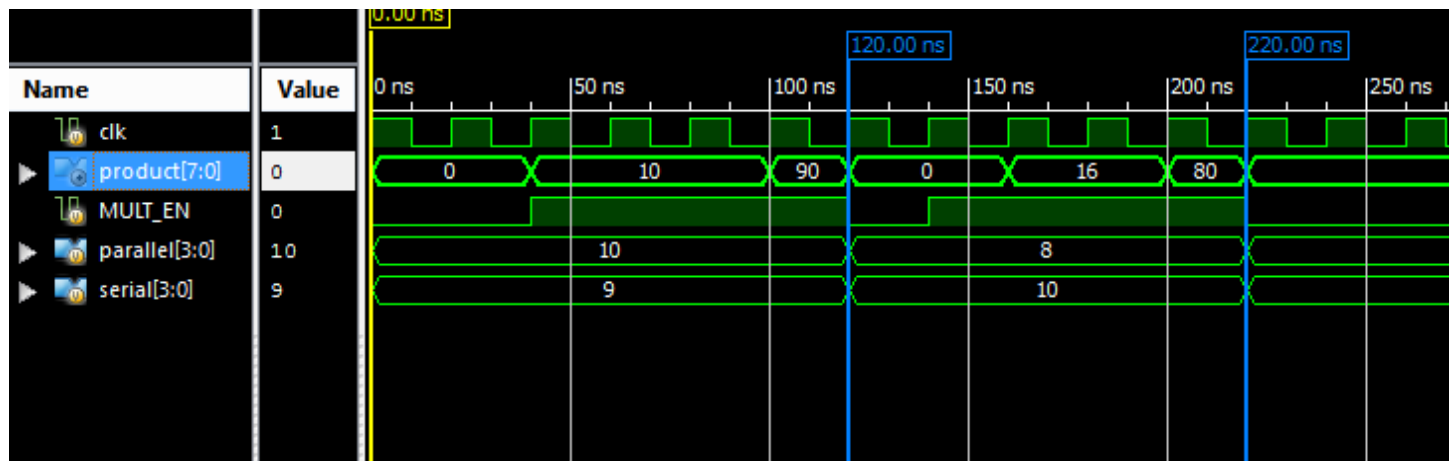 0.00 ns
120.00 ns 220.00 ns
Name Value 0 ns 50 ns 100 ns 150 ns 200 ns 250 ns
clk 1
product[7:0] 0 0 10 90 0 16 80
MULT_EN 0
parallel[3:0] 10 10 8
serial[3:0] 9 9 10